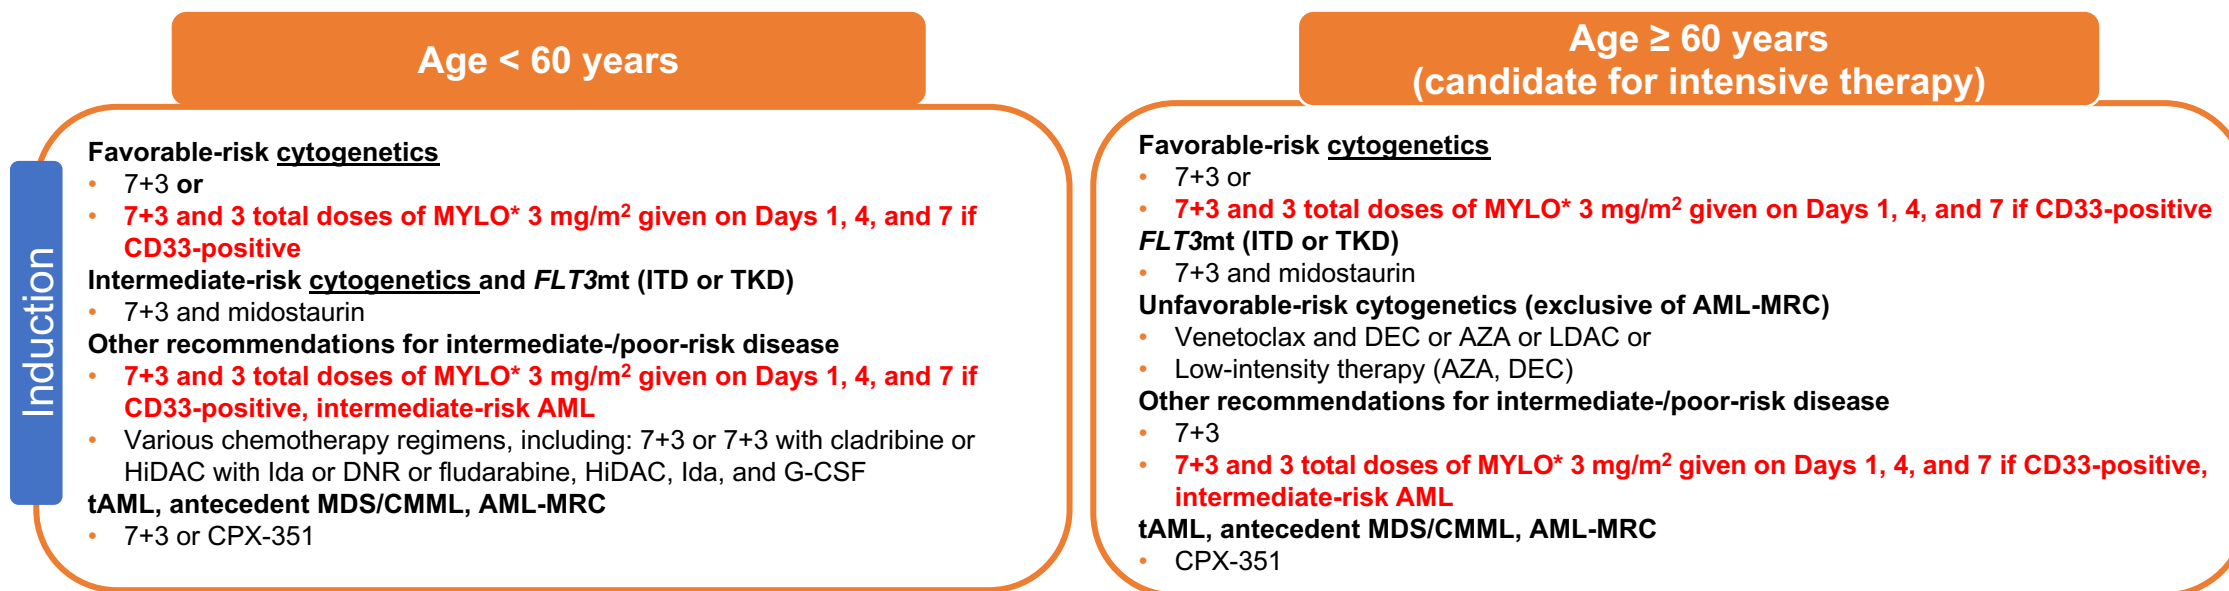 Age < 60 years
Induction
Favorable-risk cytogenetics
• 7+3 or
• 7+3 and 3 total doses of MYLO* 3 mg/m² given on Days 1, 4, and 7 if
CD33-positive
Intermediate-risk cytogenetics and FLT3mt (ITD or TKD)
• 7+3 and midostaurin
Other recommendations for intermediate-/poor-risk disease
• 7+3 and 3 total doses of MYLO* 3 mg/m² given on Days 1, 4, and 7 if
CD33-positive, intermediate-risk AML
• Various chemotherapy regimens, including: 7+3 or 7+3 with cladribine or
HiDAC with Ida or DNR or fludarabine, HiDAC, Ida, and G-CSF
tAML, antecedent MDS/CMML, AML-MRC
• 7+3 or CPX-351
Age ≥ 60 years
(candidate for intensive therapy)
Favorable-risk cytogenetics
• 7+3 or
• 7+3 and 3 total doses of MYLO* 3 mg/m² given on Days 1, 4, and 7 if CD33-positive
FLT3mt (ITD or TKD)
• 7+3 and midostaurin
Unfavorable-risk cytogenetics (exclusive of AML-MRC)
• Venetoclax and DEC or AZA or LDAC or
• Low-intensity therapy (AZA, DEC)
Other recommendations for intermediate-/poor-risk disease
• 7+3
• 7+3 and 3 total doses of MYLO* 3 mg/m² given on Days 1, 4, and 7 if CD33-positive,
intermediate-risk AML
tAML, antecedent MDS/CMML, AML-MRC
• CPX-351